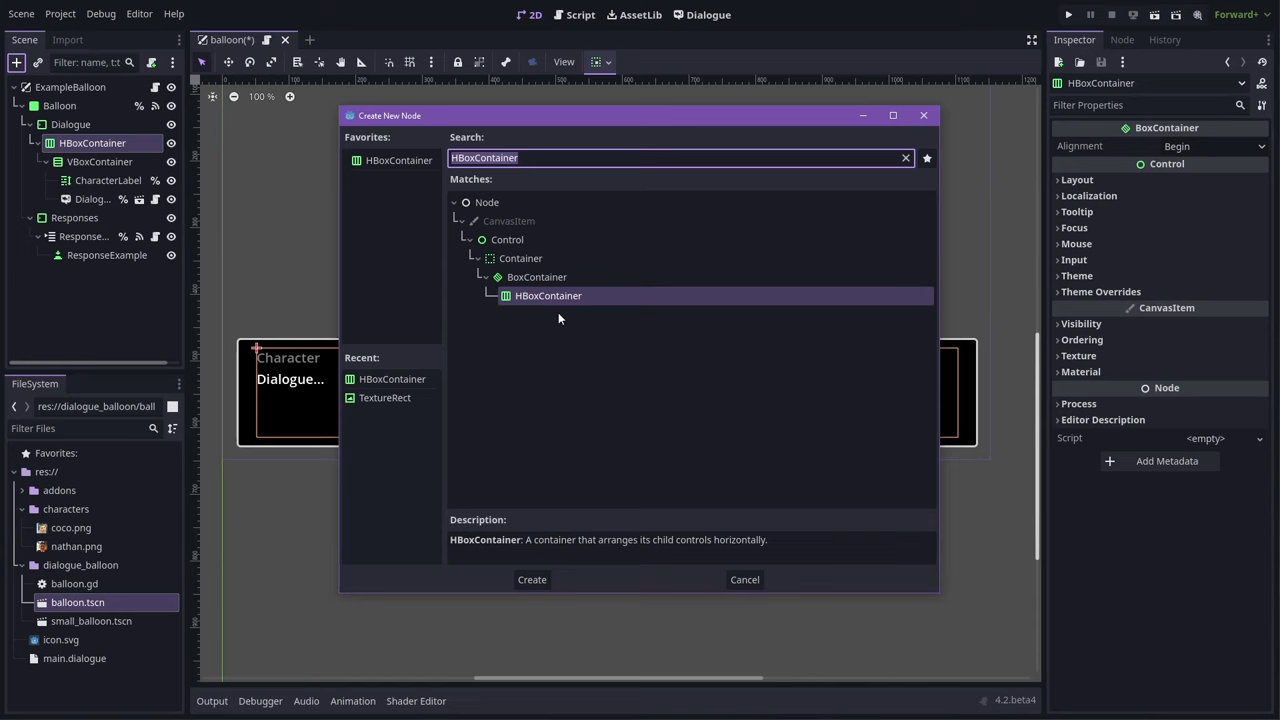 Scene Project Debug Editor Help
2D Script AssetLib Dialogue
Forward+
Scene Import
Filter: name, t:t
ExampleBalloon
Balloon
Dialogue
HBoxContainer
VBoxContainer
CharacterLabel
Dialog...
Responses
Response...
ResponseExample
FileSystem
res://dialogue_balloon/ball
Filter Files
Favorites:
res://
addons
characters
coco.png
nathan.png
dialogue_balloon
balloon.gd
balloon.tscn
small_balloon.tscn
icon.svg
main.dialogue
balloon(*)
View
100 %
Character
Dialogue...
Create New Node
Favorites:
HBoxContainer
Recent:
HBoxContainer
TextureRect
Search:
HBoxContainer
Matches:
Node
CanvasItem
Control
Container
BoxContainer
HBoxContainer
Description:
HBoxContainer: A container that arranges its child controls horizontally.
Create Cancel
Output Debugger Audio Animation Shader Editor
4.2.beta4
Inspector Node History
HBoxContainer
Filter Properties
BoxContainer
Alignment Begin
Control
Layout
Localization
Tooltip
Focus
Mouse
Input
Theme
Theme Overrides
CanvasItem
Visibility
Ordering
Texture
Material
Node
Process
Editor Description
Script <empty>
Add Metadata